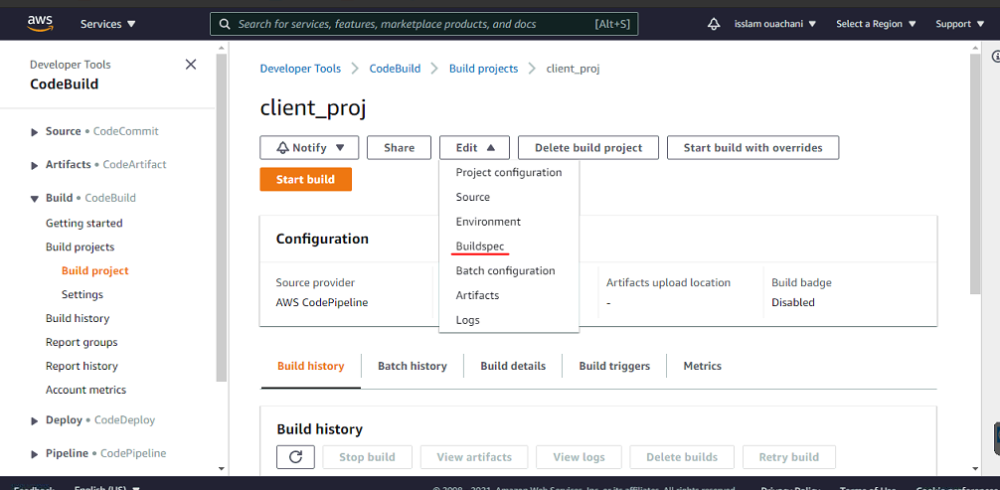 aws Services Search for services, features, marketplace products, and docs [Alt+S] isslam ouachani Select a Region Support
Developer Tools
CodeBuild
Source • CodeCommit
Artifacts • CodeArtifact
Build • CodeBuild
Getting started
Build projects
Build project
Settings
Build history
Report groups
Report history
Account metrics
Deploy • CodeDeploy
Pipeline • CodePipeline
Developer Tools CodeBuild Build projects client_proj
client_proj
Notify Share Edit Delete build project Start build with overrides
Start build
Project configuration
Source
Environment
Buildspec
Batch configuration
Artifacts
Logs
Configuration
Source provider
AWS CodePipeline
Artifacts upload location
-
Build badge
Disabled
Build history Batch history Build details Build triggers Metrics
Build history
Stop build View artifacts View logs Delete builds Retry build
Feedback English (US) © 2008 - 2021, Amazon Web Services, Inc. or its affiliates. All rights reserved. Privacy Policy Terms of Use Cookie preferences